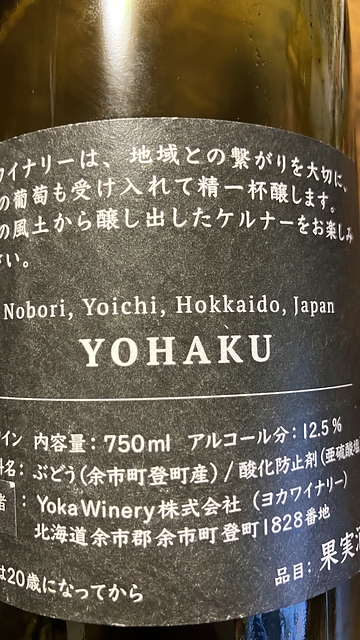 ワイナリーは、地域との繋がりを大切に、
の葡萄も受け入れて精一杯醸します。
の風土から醸し出したケルナーをお楽しみ
さい。
Nobori, Yoichi, Hokkaido, Japan
YOHAKU
イン 内容量：750ml アルコール分：12.5%
料名：ぶどう(余市町登町産) / 酸化防止剤(亜硫酸塩
者：Yoka Winery株式会社 (ヨカワイナリー)
北海道余市郡余市町登町1828番地
は20歳になってから
品目：果実酒